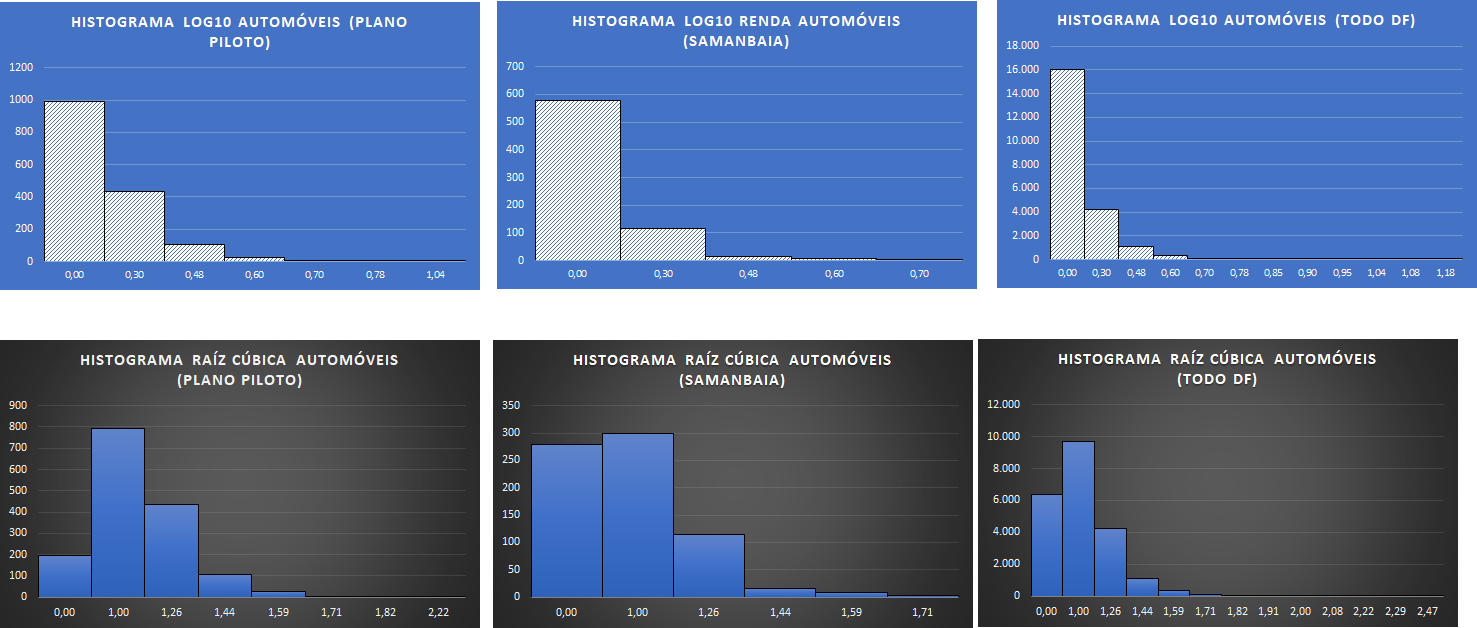 HISTOGRAMA LOG10 AUTOMÓVEIS (PLANO
PILOTO)
1200
1000
800
600
400
200
0
0,00 0,30 0,48 0,60 0,70 0,78 1,04
HISTOGRAMA LOG10 RENDA AUTOMÓVEIS
(SAMANBAIA)
700
600
500
400
300
200
100
0
0,00 0,30 0,48 0,60 0,70
HISTOGRAMA LOG10 AUTOMÓVEIS (TODO DF)
18.000
16.000
14.000
12.000
10.000
8.000
6.000
4.000
2.000
0
0,00 0,30 0,48 0,60 0,70 0,78 0,85 0,90 0,95 1,04 1,08 1,18
HISTOGRAMA RAÍZ CÚBICA AUTOMÓVEIS
(PLANO PILOTO)
900
800
700
600
500
400
300
200
100
0
0,00 1,00 1,26 1,44 1,59 1,71 1,82 2,22
HISTOGRAMA RAÍZ CÚBICA AUTOMÓVEIS
(SAMANBAIA)
350
300
250
200
150
100
50
0
0,00 1,00 1,26 1,44 1,59 1,71
HISTOGRAMA RAÍZ CÚBICA AUTOMÓVEIS
(TODO DF)
12.000
10.000
8.000
6.000
4.000
2.000
0
0,00 1,00 1,26 1,44 1,59 1,71 1,82 1,91 2,00 2,08 2,22 2,29 2,47